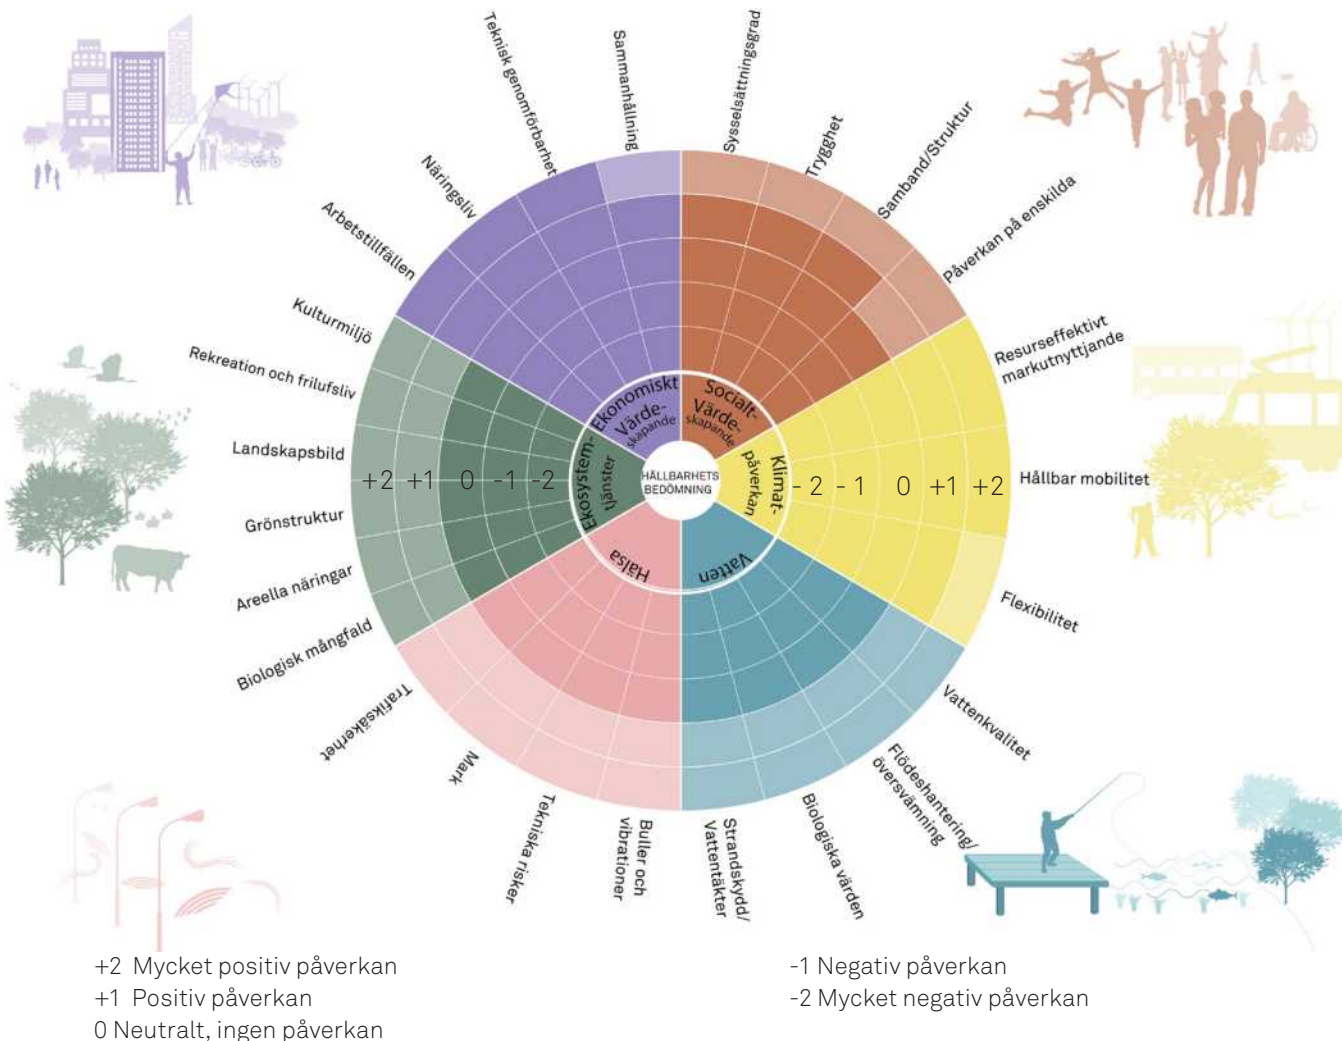 Teknisk genomförbarhet
Sammanhållning
Sysselsättningsgrad
Trygghet
Samband/Struktur
Påverkan på enskilda
Näringsliv
Arbetstillfällen
Kulturmiljö
Rekreation och frilufsliv
Landskapsbild
Grönstruktur
Areella näringar
Biologisk mångfald
Resurseffektivt
markutnyttjande
Hållbar mobilitet
Flexibilitet
Ekonomiskt
Värde-
skapande
Socialt-
Värde-
skapande
Ekosystem-
tjänster
HÅLLBARHETS
BEDÖMNING
Klimat-
påverkan
Hälsa
Vatten
+2 +1 0 -1 -2
- 2 - 1 0 +1 +2
Trafiksäkerhet
Mark
Tekniska risker
Buller och
vibrationer
Strandskydd/
Vattentäkter
Biologiska värden
Flödeshantering/
översvämning
Vattenkvalitet
+2 Mycket positiv påverkan
+1 Positiv påverkan
0 Neutralt, ingen påverkan
-1 Negativ påverkan
-2 Mycket negativ påverkan